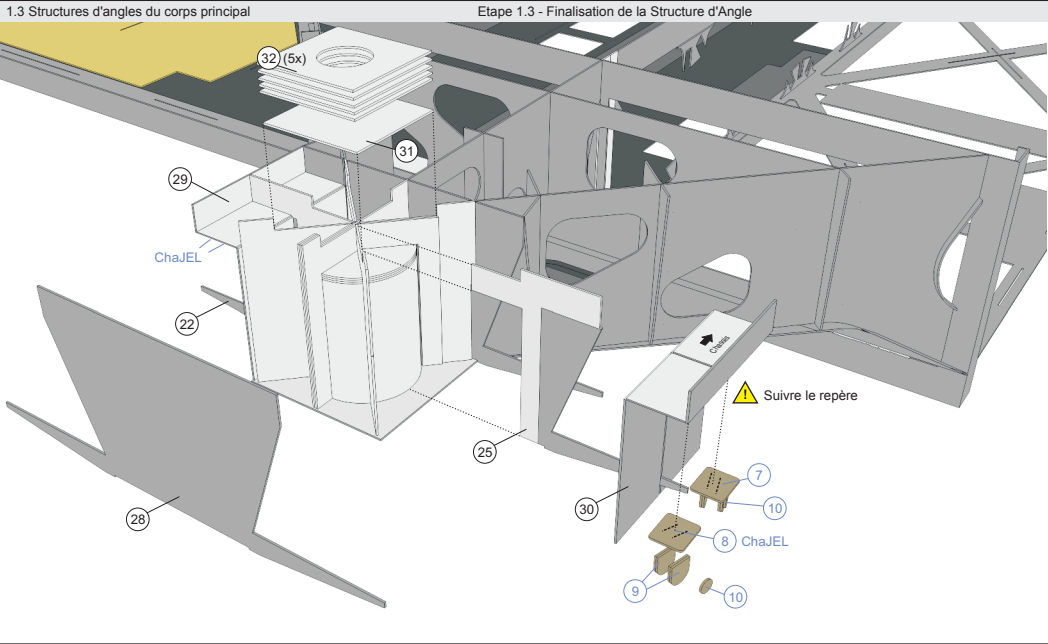 1.3 Structures d'angles du corps principal
Etape 1.3 - Finalisation de la Structure d'Angle
32 (5x)
31
29
ChaJEL
22
Chassis
! Suivre le repère
25
7
30
10
28
8 ChaJEL
9
10